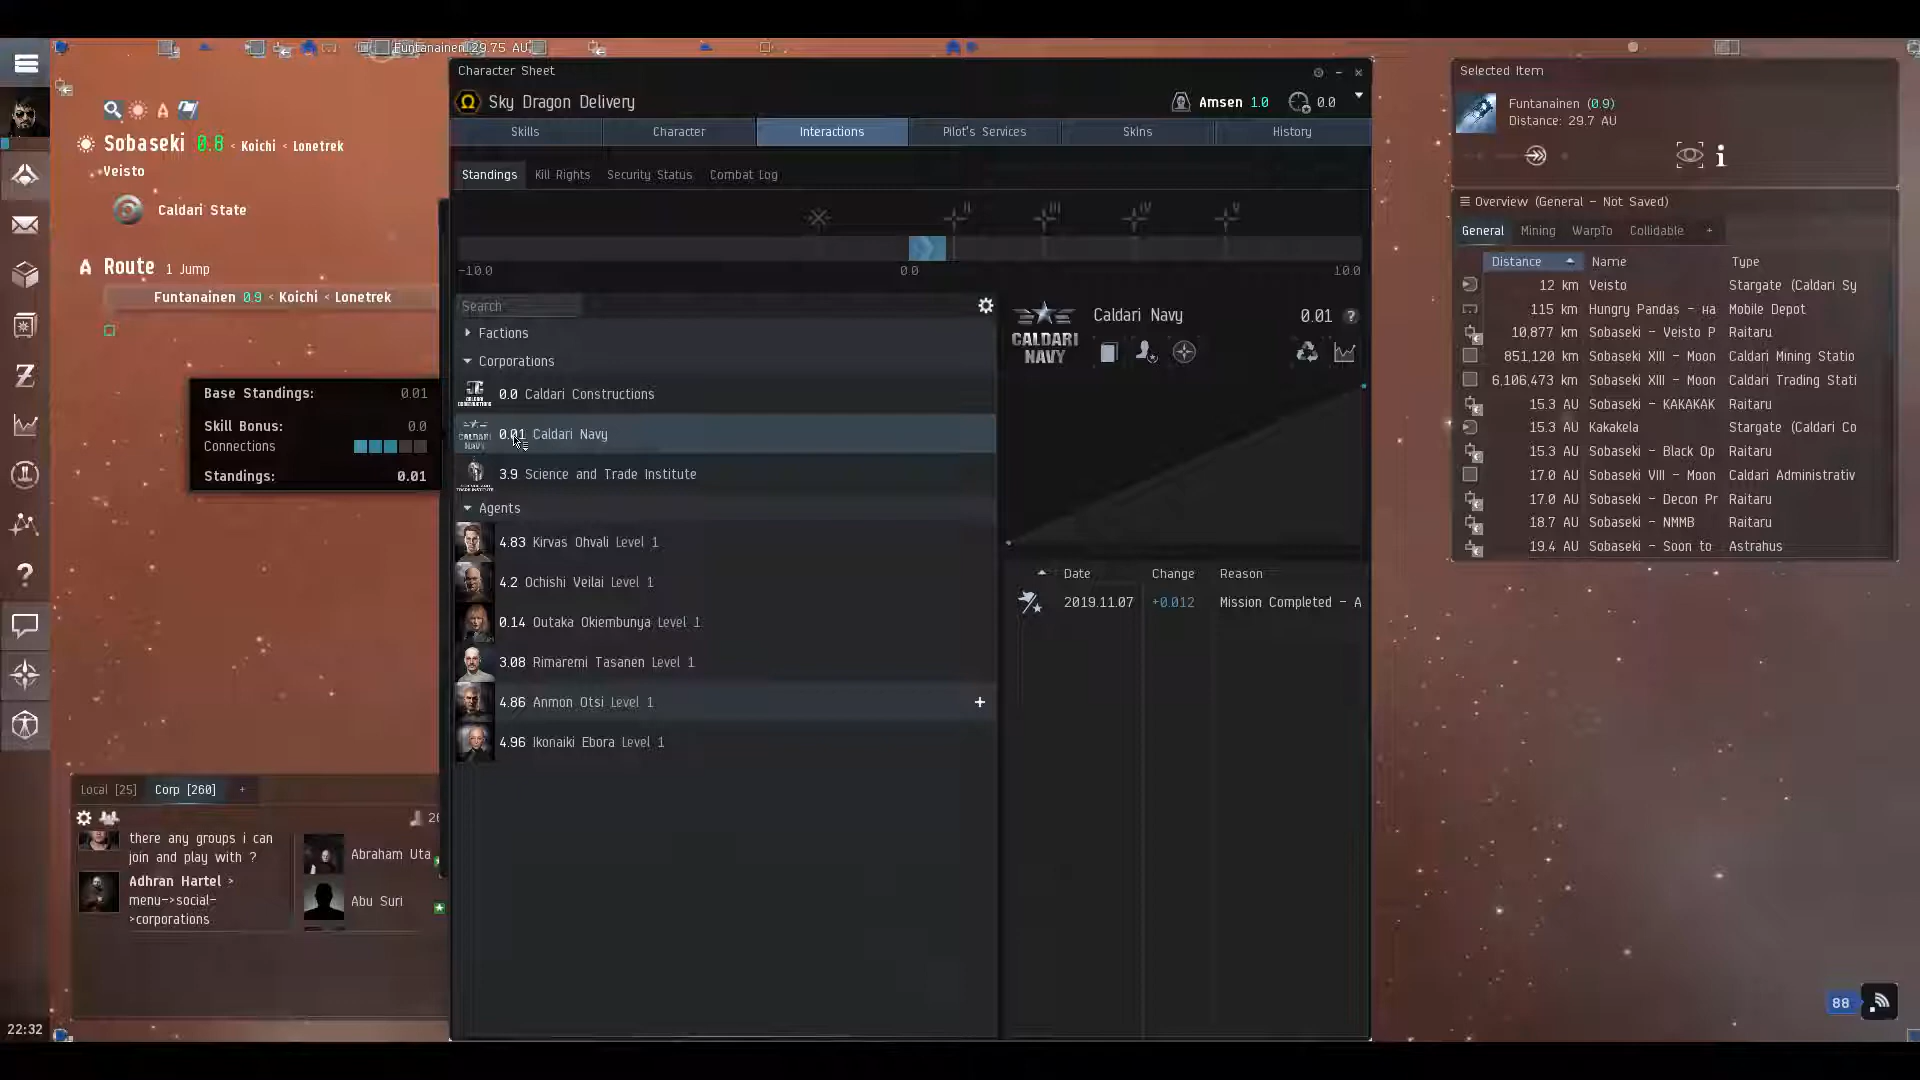 Funtanainen 29.75 AU
Character Sheet
Sky Dragon Delivery
Amsen 1.0
0.0
Skills
Character
Interactions
Pilot's Services
Skins
History
Standings
Kill Rights
Security Status
Combat Log
II
III
IV
V
-10.0
0.0
10.0
Search
Factions
Corporations
0.0 Caldari Constructions
0.01 Caldari Navy
3.9 Science and Trade Institute
Agents
4.83 Kirvas Ohvali Level 1
4.2 Ochishi Veilai Level 1
0.14 Outaka Okiembunya Level 1
3.08 Rimaremi Tasanen Level 1
4.86 Anmon Otsi Level 1
+
4.96 Ikonaiki Ebora Level 1
CALDARI
NAVY
Caldari Navy
0.01
?
Date
Change
Reason
2019.11.07
+0.012
Mission Completed - A
Sobaseki 0.8 < Koichi < Lonetrek
Veisto
Caldari State
Route 1 Jump
Funtanainen 0.9 < Koichi < Lonetrek
Base Standings: 0.01
Skill Bonus: 0.0
Connections
Standings: 0.01
Local [25]
Corp [260]
+
26
there any groups i can
join and play with ?
Adhran Hartel >
menu->social-
>corporations
Abraham Uta
Abu Suri
22:32
Selected Item
Funtanainen (0.9)
Distance: 29.7 AU
Overview (General - Not Saved)
General
Mining
WarpTo
Collidable
+
Distance
Name
Type
12 km Veisto Stargate (Caldari Sy
115 km Hungry Pandas - на Mobile Depot
10,877 km Sobaseki - Veisto P Raitaru
851,120 km Sobaseki XIII - Moon Caldari Mining Statio
6,106,473 km Sobaseki XIII - Moon Caldari Trading Stati
15.3 AU Sobaseki - KAKAKAK Raitaru
15.3 AU Kakakela Stargate (Caldari Co
15.3 AU Sobaseki - Black Op Raitaru
17.0 AU Sobaseki VIII - Moon Caldari Administrativ
17.0 AU Sobaseki - Decon Pr Raitaru
18.7 AU Sobaseki - NMMB Raitaru
19.4 AU Sobaseki - Soon to Astrahus
88